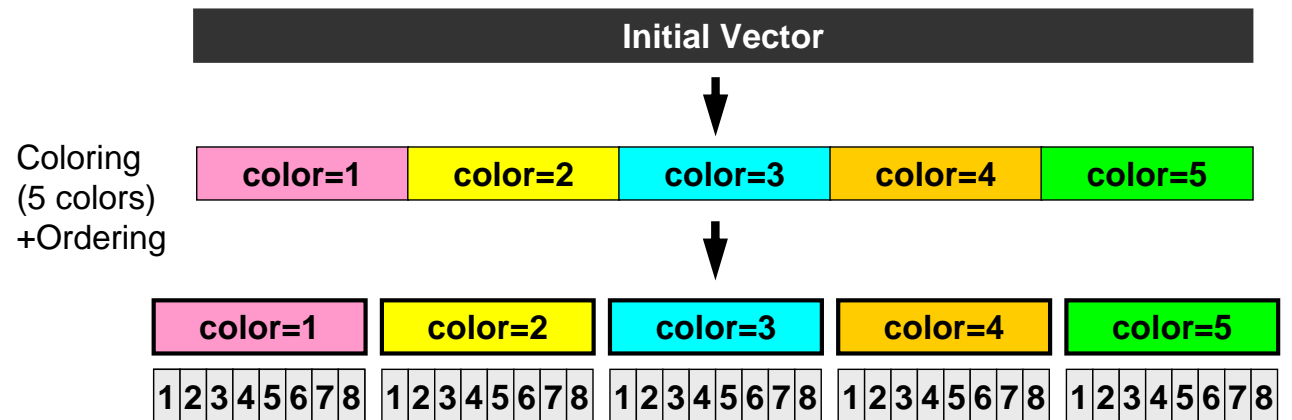 Initial Vector
Coloring
(5 colors)
+Ordering
color=1 color=2 color=3 color=4 color=5
color=1 color=2 color=3 color=4 color=5
1 2 3 4 5 6 7 8 1 2 3 4 5 6 7 8 1 2 3 4 5 6 7 8 1 2 3 4 5 6 7 8 1 2 3 4 5 6 7 8